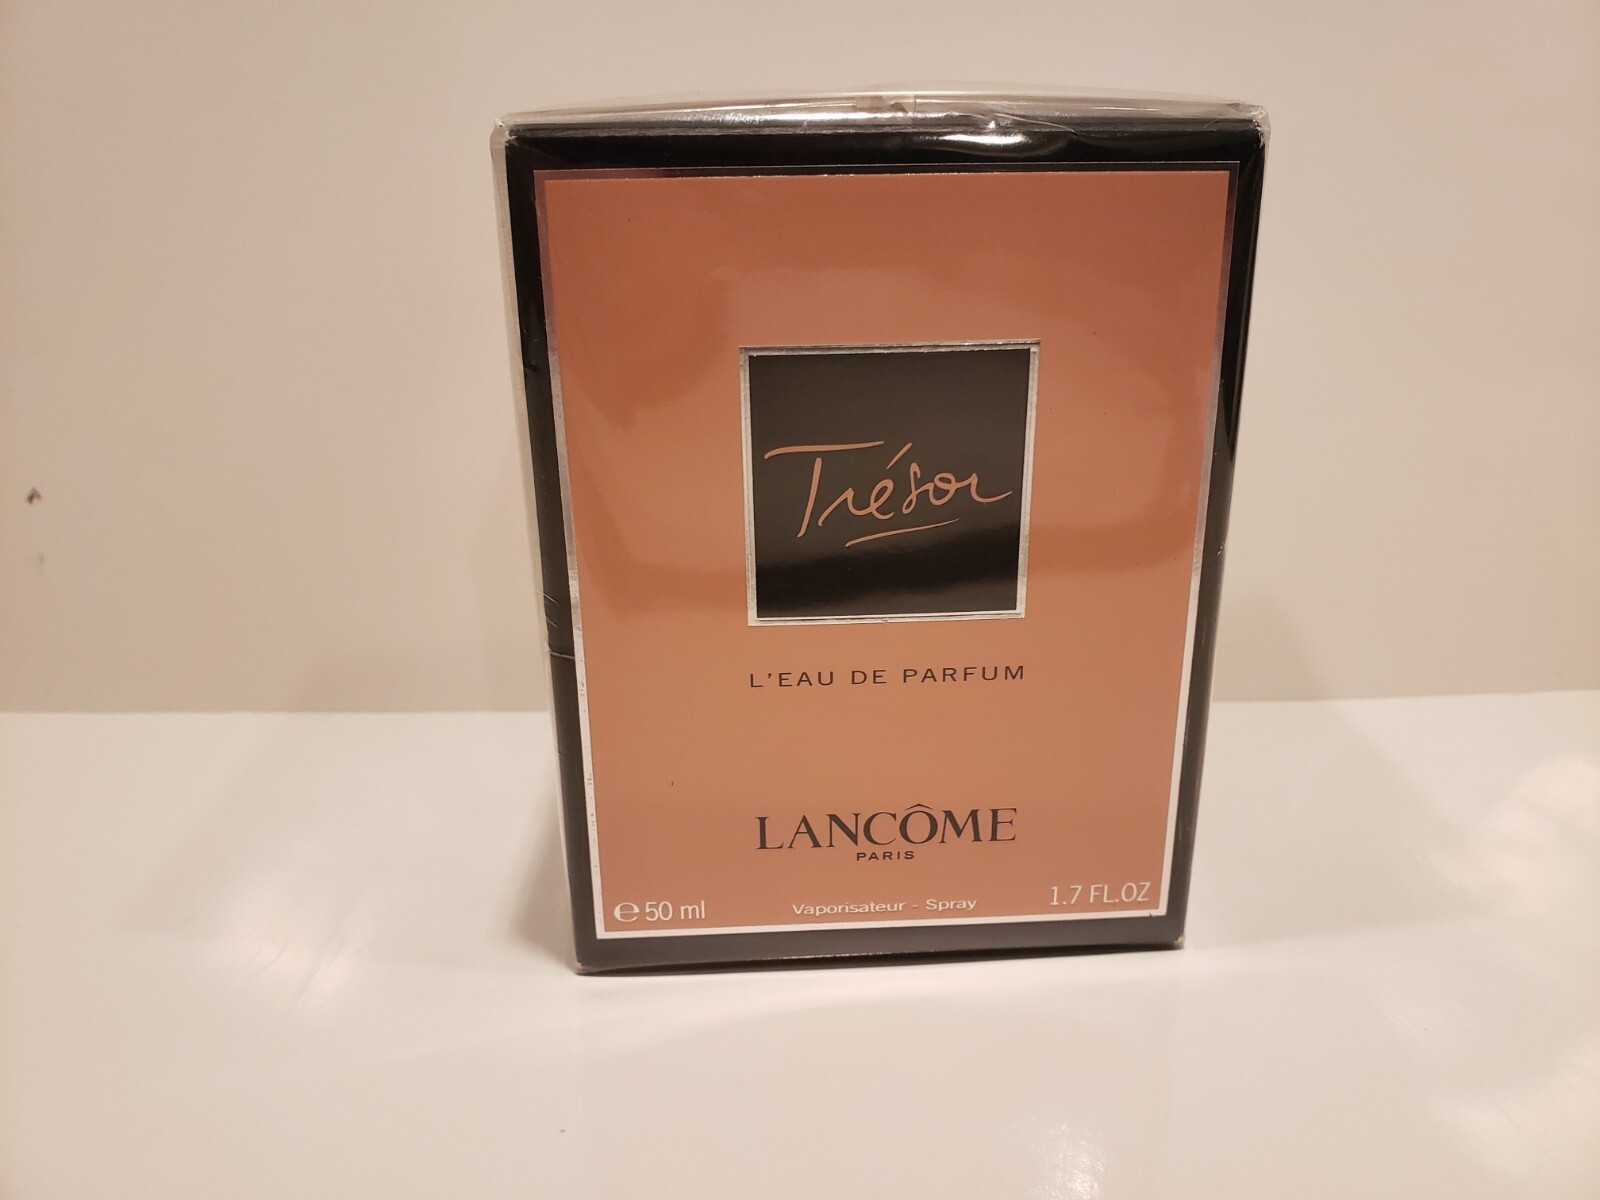 Trésor
L'EAU DE PARFUM
LANCÔME
PARIS
℮ 50 ml Vaporisateur - Spray 1.7 FL.OZ